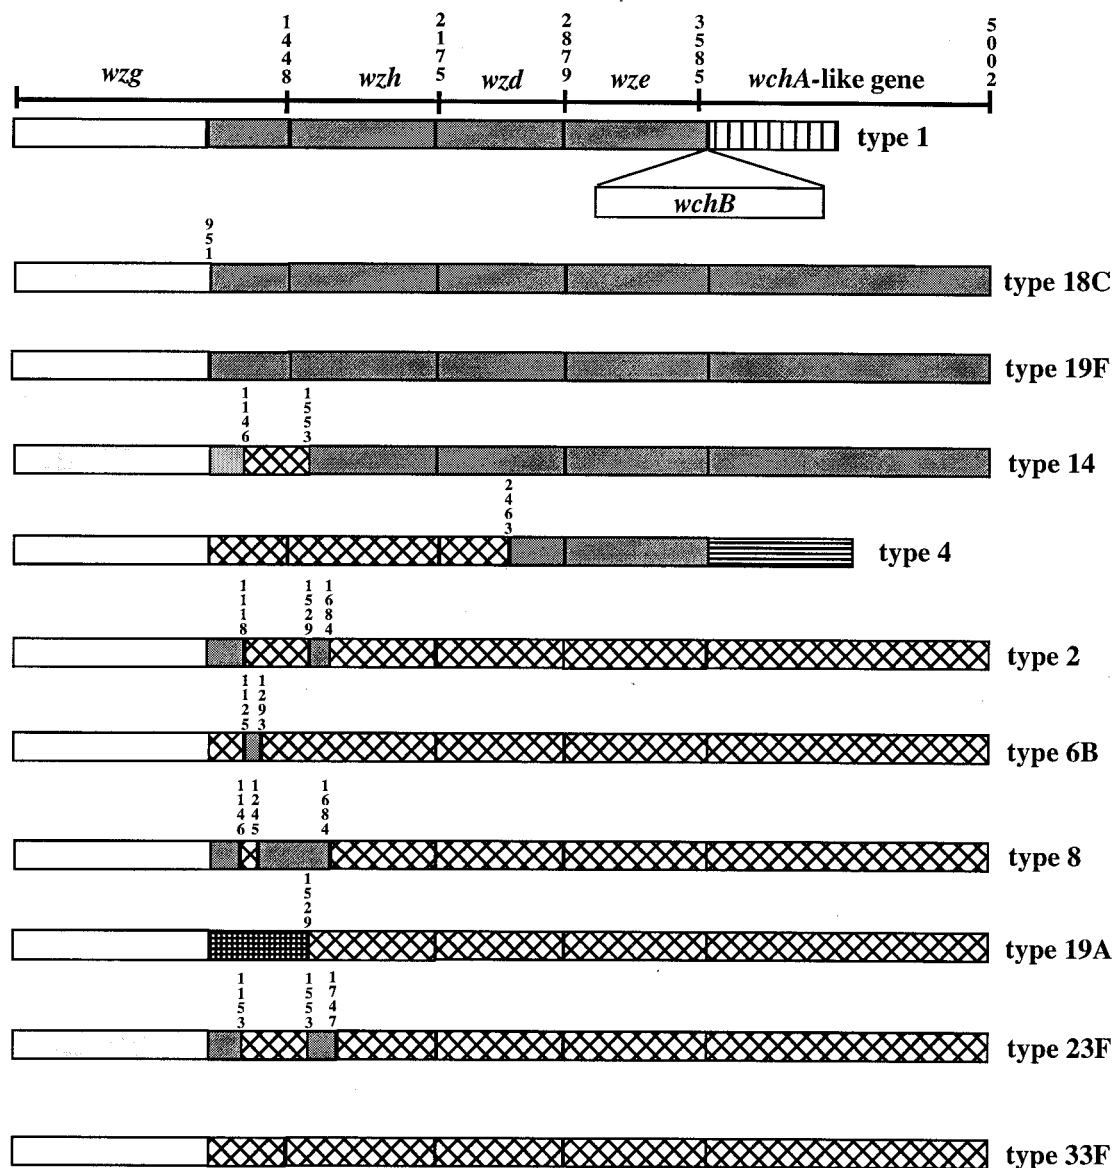 1448 2175 2879 3585 5002
wzg wzh wzd wze wchA-like gene
type 1
wchB
951
type 18C
type 19F
1146 1553
type 14
2463
type 4
1118 1529 1684
type 2
1125 1293
type 6B
1146 1245 1684
type 8
1529
type 19A
1153 1553 1747
type 23F
type 33F